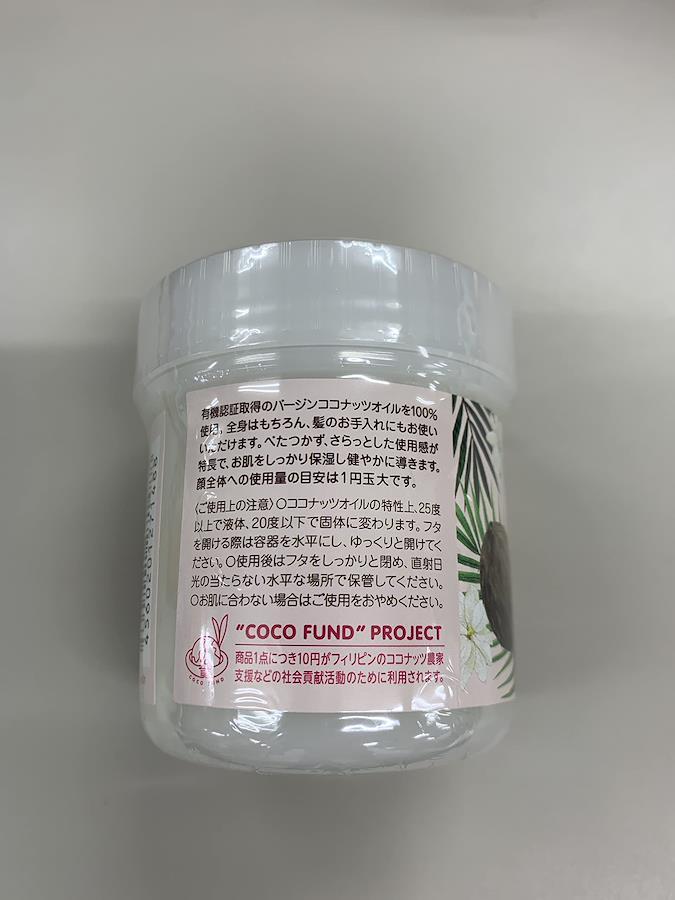 有機認証取得のバージンココナッツオイルを100%
使用。全身はもちろん、髪のお手入れにもお使い
いただけます。べたつかず、さらっとした使用感が
特長で、お肌をしっかり保湿し健やかに導きます。
顔全体への使用量の目安は1円玉大です。
〈ご使用上の注意〉○ココナッツオイルの特性上、25度
以上で液体、20度以下で固体に変わります。フタ
を開ける際は容器を水平にし、ゆっくりと開けてく
ださい。○使用後はフタをしっかりと閉め、直射日
光の当たらない水平な場所で保管してください。
○お肌に合わない場合はご使用をおやめください。
"COCO FUND" PROJECT
商品1点につき10円がフィリピンのココナッツ農家
支援などの社会貢献活動のために利用されます。
COCO FUND